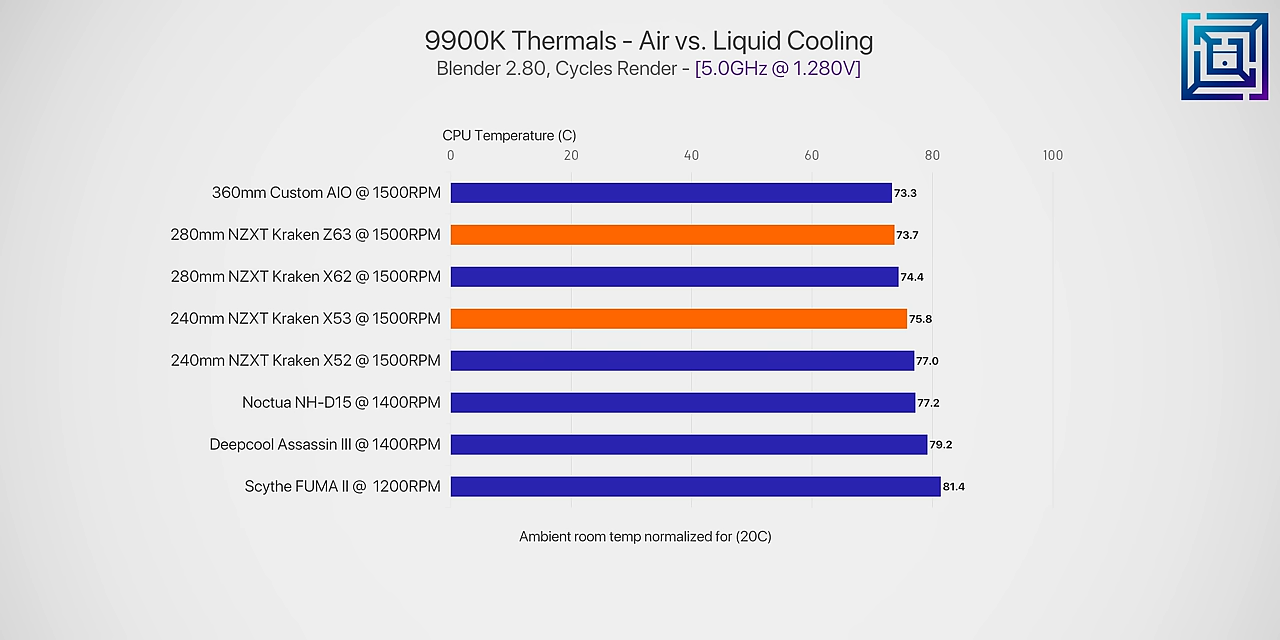 9900K Thermals - Air vs. Liquid Cooling
Blender 2.80, Cycles Render - [5.0GHz @ 1.280V]
CPU Temperature (C)
0 20 40 60 80 100
360mm Custom AIO @ 1500RPM 73.3
280mm NZXT Kraken Z63 @ 1500RPM 73.7
280mm NZXT Kraken X62 @ 1500RPM 74.4
240mm NZXT Kraken X53 @ 1500RPM 75.8
240mm NZXT Kraken X52 @ 1500RPM 77.0
Noctua NH-D15 @ 1400RPM 77.2
Deepcool Assassin III @ 1400RPM 79.2
Scythe FUMA II @ 1200RPM 81.4
Ambient room temp normalized for (20C)